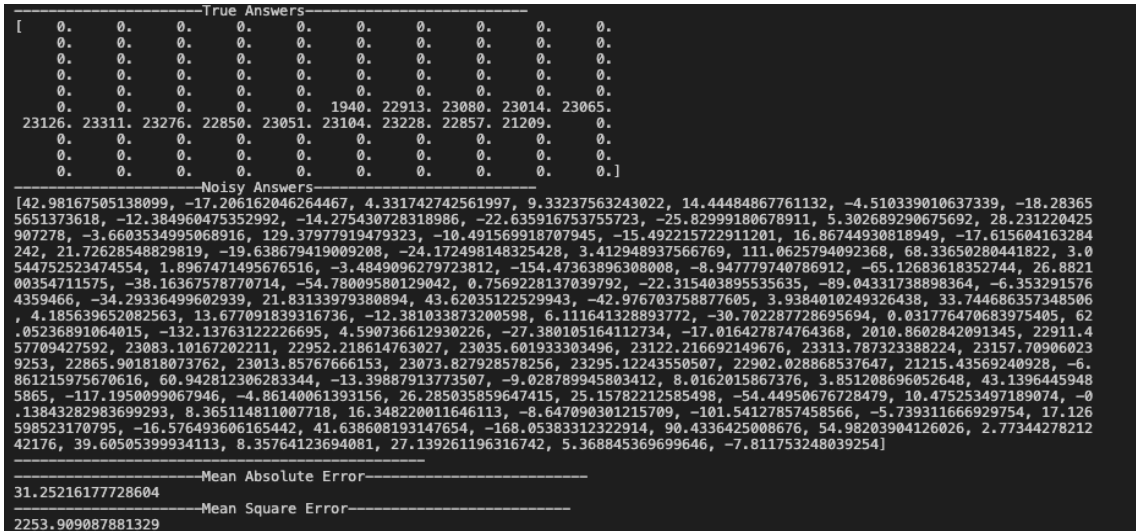 ----------------------True Answers--------------------------
[    0.     0.     0.     0.     0.     0.     0.     0.     0.     0.
     0.     0.     0.     0.     0.     0.     0.     0.     0.     0.
     0.     0.     0.     0.     0.     0.     0.     0.     0.     0.
     0.     0.     0.     0.     0.     0.     0.     0.     0.     0.
     0.     0.     0.     0.     0.     0.     0.     0.     0.     0.
     0.     0.     0.     0.     0.  1940. 22913. 23080. 23014. 23065.
 23126. 23311. 23276. 22850. 23051. 23104. 23228. 22857. 21209.     0.
     0.     0.     0.     0.     0.     0.     0.     0.     0.     0.
     0.     0.     0.     0.     0.     0.     0.     0.     0.     0.
     0.     0.     0.     0.     0.     0.     0.     0.     0.     0.]
----------------------Noisy Answers--------------------------
[42.98167505138099, -17.206162046264467, 4.331742742561997, 9.33237563243022, 14.44484867761132, -4.510339010637339, -18.28365
5651373618, -12.384960475352992, -14.275430728318986, -22.635916753755723, -25.82999180678911, 5.302689290675692, 28.231220425
907278, -3.6603534995068916, 129.37977919479323, -10.491569918707945, -15.492215722911201, 16.86744930818949, -17.615604163284
242, 21.72628548829819, -19.638679419009208, -24.172498148325428, 3.412948937566769, 111.0625794092368, 68.33650280441822, 3.0
544752523474554, 1.8967471495676516, -3.4849096279723812, -154.47363896308008, -8.947779740786912, -65.12683618352744, 26.8821
00354711575, -38.16367578770714, -54.78009580129042, 0.7569228137039792, -22.315403895535635, -89.04331738898364, -6.353291576
4359466, -34.29336499602939, 21.83133979380894, 43.62035122529943, -42.976703758877605, 3.9384010249326438, 33.744686357348506
, 4.185639652082563, 13.677091839316736, -12.381033873200598, 6.111641328893772, -30.702287728695694, 0.031776470683975405, 62
.05236891064015, -132.13763122226695, 4.590736612930226, -27.380105164112734, -17.016427874764368, 2010.8602842091345, 22911.4
57709427592, 23083.10167202211, 22952.218614763027, 23035.601933303496, 23122.216692149676, 23313.787323388224, 23157.70906023
9253, 22865.901818073762, 23013.85767666153, 23073.827928578256, 23295.12243550507, 22902.028868537647, 21215.43569240928, -6.
861215975670616, 60.942812306283344, -13.39887913773507, -9.028789945803412, 8.0162015867376, 3.851208696052648, 43.1396445948
5865, -117.1950099067946, -4.86140061393156, 26.285035859647415, 25.15782212585498, -54.44950676728479, 10.475253497189074, -0
.13843282983699293, 8.365114811007718, 16.348220011646113, -8.647090301215709, -101.54127857458566, -5.739311666929754, 17.126
598523170795, -16.576493606165442, 41.638608193147654, -168.05383312322914, 90.4336425008676, 54.98203904126026, 2.77344278212
42176, 39.60505399934113, 8.35764123694081, 27.139261196316742, 5.368845369699646, -7.811753248039254]
------------------------------------------------
----------------------Mean Absolute Error--------------------------
31.25216177728604
----------------------Mean Square Error--------------------------
2253.909087881329